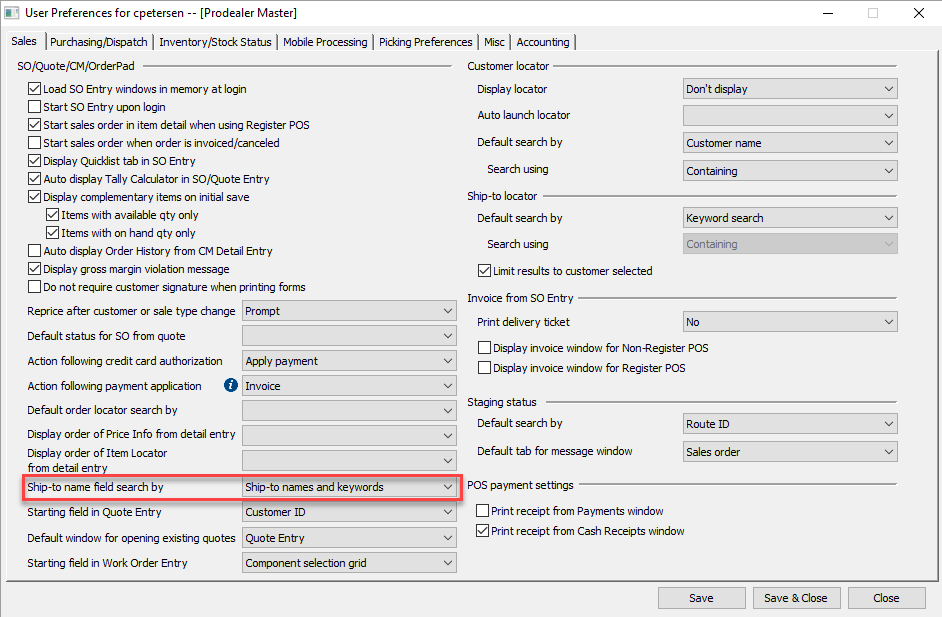 User Preferences for cpetersen -- [Prodealer Master]
Sales Purchasing/Dispatch Inventory/Stock Status Mobile Processing Picking Preferences Misc Accounting
SO/Quote/CM/OrderPad
Load SO Entry windows in memory at login
Start SO Entry upon login
Start sales order in item detail when using Register POS
Start sales order when order is invoiced/canceled
Display Quicklist tab in SO Entry
Auto display Tally Calculator in SO/Quote Entry
Display complementary items on initial save
Items with available qty only
Items with on hand qty only
Auto display Order History from CM Detail Entry
Display gross margin violation message
Do not require customer signature when printing forms
Reprice after customer or sale type change Prompt
Default status for SO from quote
Action following credit card authorization Apply payment
Action following payment application i Invoice
Default order locator search by
Display order of Price Info from detail entry
Display order of Item Locator
from detail entry
Ship-to name field search by Ship-to names and keywords
Starting field in Quote Entry Customer ID
Default window for opening existing quotes Quote Entry
Starting field in Work Order Entry Component selection grid
Customer locator
Display locator Don't display
Auto launch locator
Default search by Customer name
Search using Containing
Ship-to locator
Default search by Keyword search
Search using Containing
Limit results to customer selected
Invoice from SO Entry
Print delivery ticket No
Display invoice window for Non-Register POS
Display invoice window for Register POS
Staging status
Default search by Route ID
Default tab for message window Sales order
POS payment settings
Print receipt from Payments window
Print receipt from Cash Receipts window
Save Save & Close Close